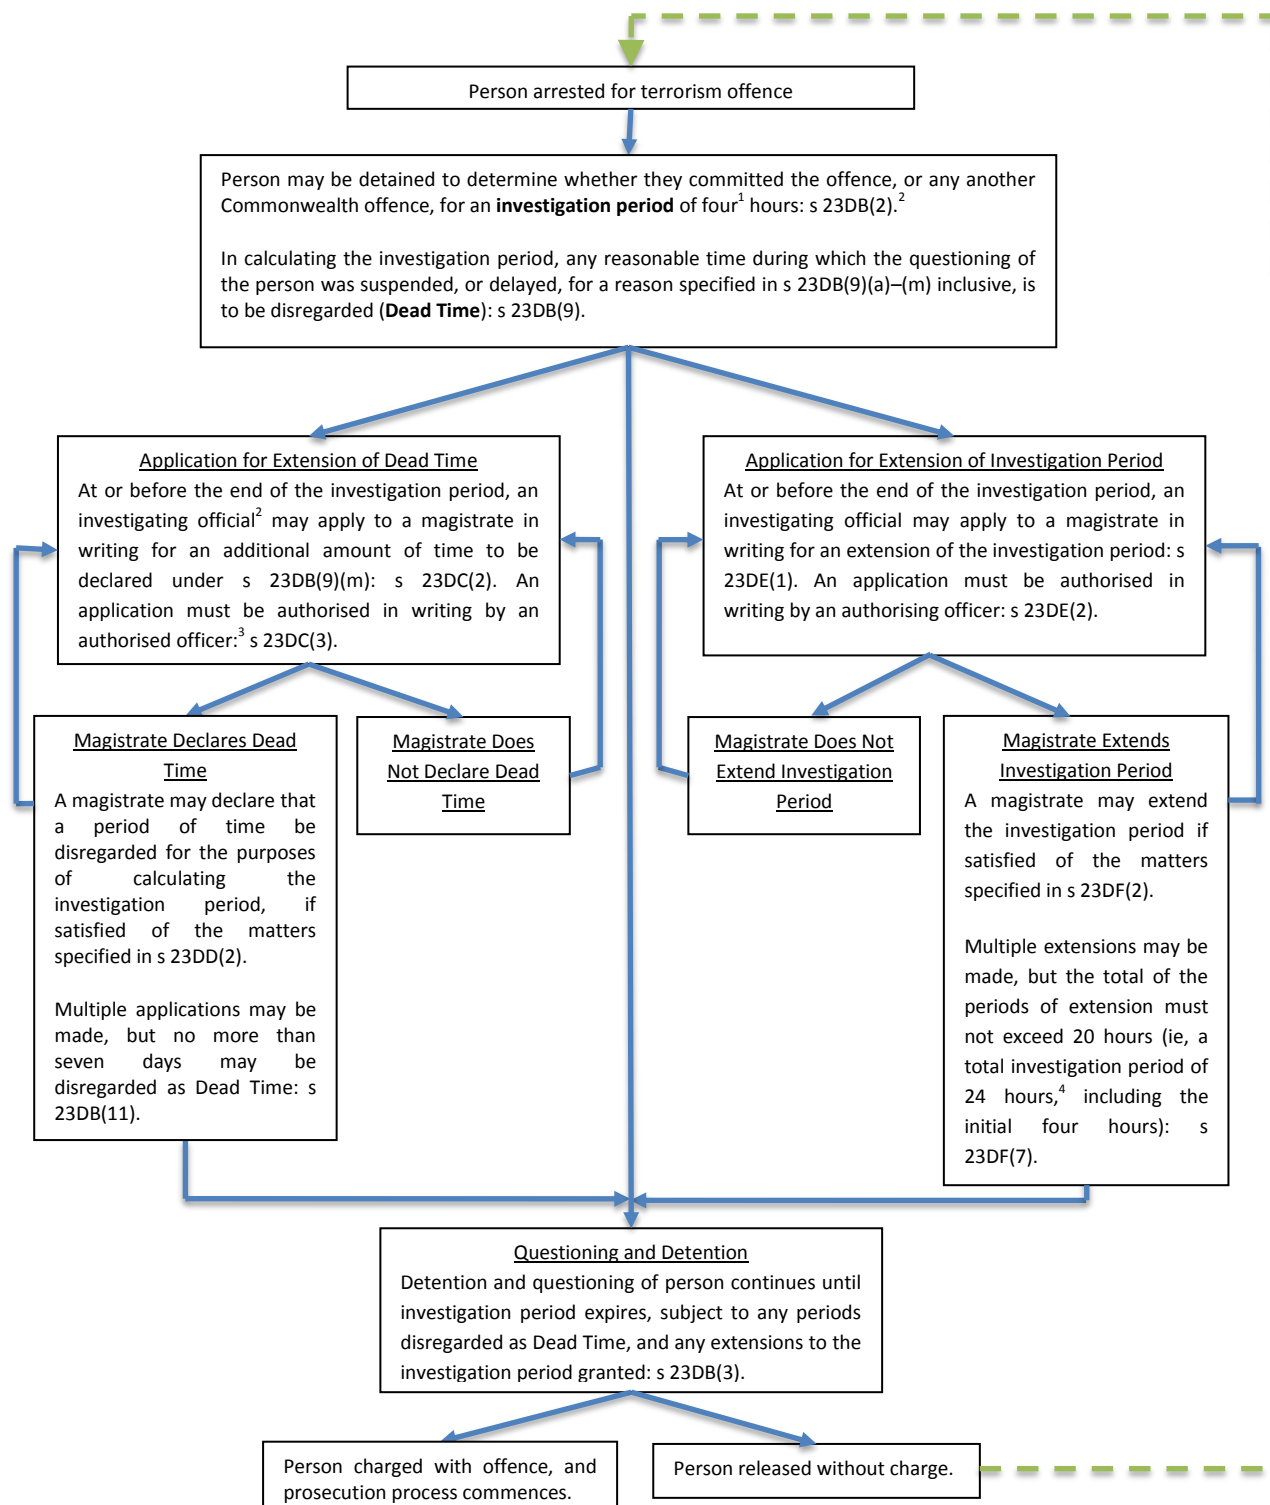 Person arrested for terrorism offence
Person may be detained to determine whether they committed the offence, or any another
Commonwealth offence, for an investigation period of four1 hours: s 23DB(2).2
In calculating the investigation period, any reasonable time during which the questioning of
the person was suspended, or delayed, for a reason specified in s 23DB(9)(a)–(m) inclusive, is
to be disregarded (Dead Time): s 23DB(9).
Application for Extension of Dead Time
At or before the end of the investigation period, an
investigating official2 may apply to a magistrate in
writing for an additional amount of time to be
declared under s 23DB(9)(m): s 23DC(2). An
application must be authorised in writing by an
authorised officer:3 s 23DC(3).
Application for Extension of Investigation Period
At or before the end of the investigation period, an
investigating official may apply to a magistrate in
writing for an extension of the investigation period: s
23DE(1). An application must be authorised in
writing by an authorising officer: s 23DE(2).
Magistrate Declares Dead
Time
A magistrate may declare that
a period of time be
disregarded for the purposes
of calculating the
investigation period, if
satisfied of the matters
specified in s 23DD(2).
Multiple applications may be
made, but no more than
seven days may be
disregarded as Dead Time: s
23DB(11).
Magistrate Does
Not Declare Dead
Time
Magistrate Does Not
Extend Investigation
Period
Magistrate Extends
Investigation Period
A magistrate may extend
the investigation period if
satisfied of the matters
specified in s 23DF(2).
Multiple extensions may be
made, but the total of the
periods of extension must
not exceed 20 hours (ie, a
total investigation period of
24 hours,4 including the
initial four hours): s
23DF(7).
Questioning and Detention
Detention and questioning of person continues until
investigation period expires, subject to any periods
disregarded as Dead Time, and any extensions to the
investigation period granted: s 23DB(3).
Person charged with offence, and
prosecution process commences.
Person released without charge.